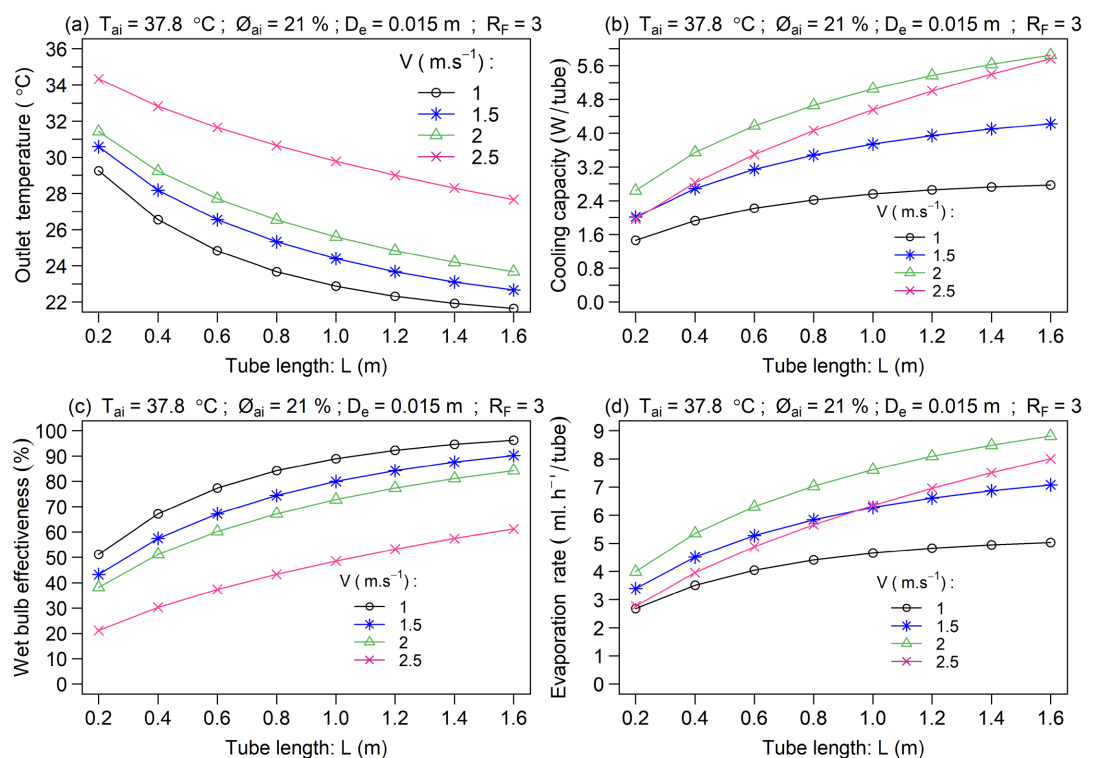 (a) T_ai = 37.8 °C ; Ø_ai = 21 % ; D_e = 0.015 m ; R_F = 3
Outlet temperature ( °C)
36
34
32
30
28
26
24
22
V ( m.s⁻¹) :
1
1.5
2
2.5
0.2 0.4 0.6 0.8 1.0 1.2 1.4 1.6
Tube length: L (m)
(b) T_ai = 37.8 °C ; Ø_ai = 21 % ; D_e = 0.015 m ; R_F = 3
Cooling capacity (W/tube)
5.6
4.8
4.0
3.2
2.4
1.6
0.8
0.0
V ( m.s⁻¹) :
1
1.5
2
2.5
0.2 0.4 0.6 0.8 1.0 1.2 1.4 1.6
Tube length: L (m)
(c) T_ai = 37.8 °C ; Ø_ai = 21 % ; D_e = 0.015 m ; R_F = 3
Wet bulb effectiveness (%)
100
90
80
70
60
50
40
30
20
10
0
V ( m.s⁻¹) :
1
1.5
2
2.5
0.2 0.4 0.6 0.8 1.0 1.2 1.4 1.6
Tube length: L (m)
(d) T_ai = 37.8 °C ; Ø_ai = 21 % ; D_e = 0.015 m ; R_F = 3
Evaporation rate ( ml. h⁻¹/tube)
9
8
7
6
5
4
3
2
1
0
V ( m.s⁻¹) :
1
1.5
2
2.5
0.2 0.4 0.6 0.8 1.0 1.2 1.4 1.6
Tube length: L (m)